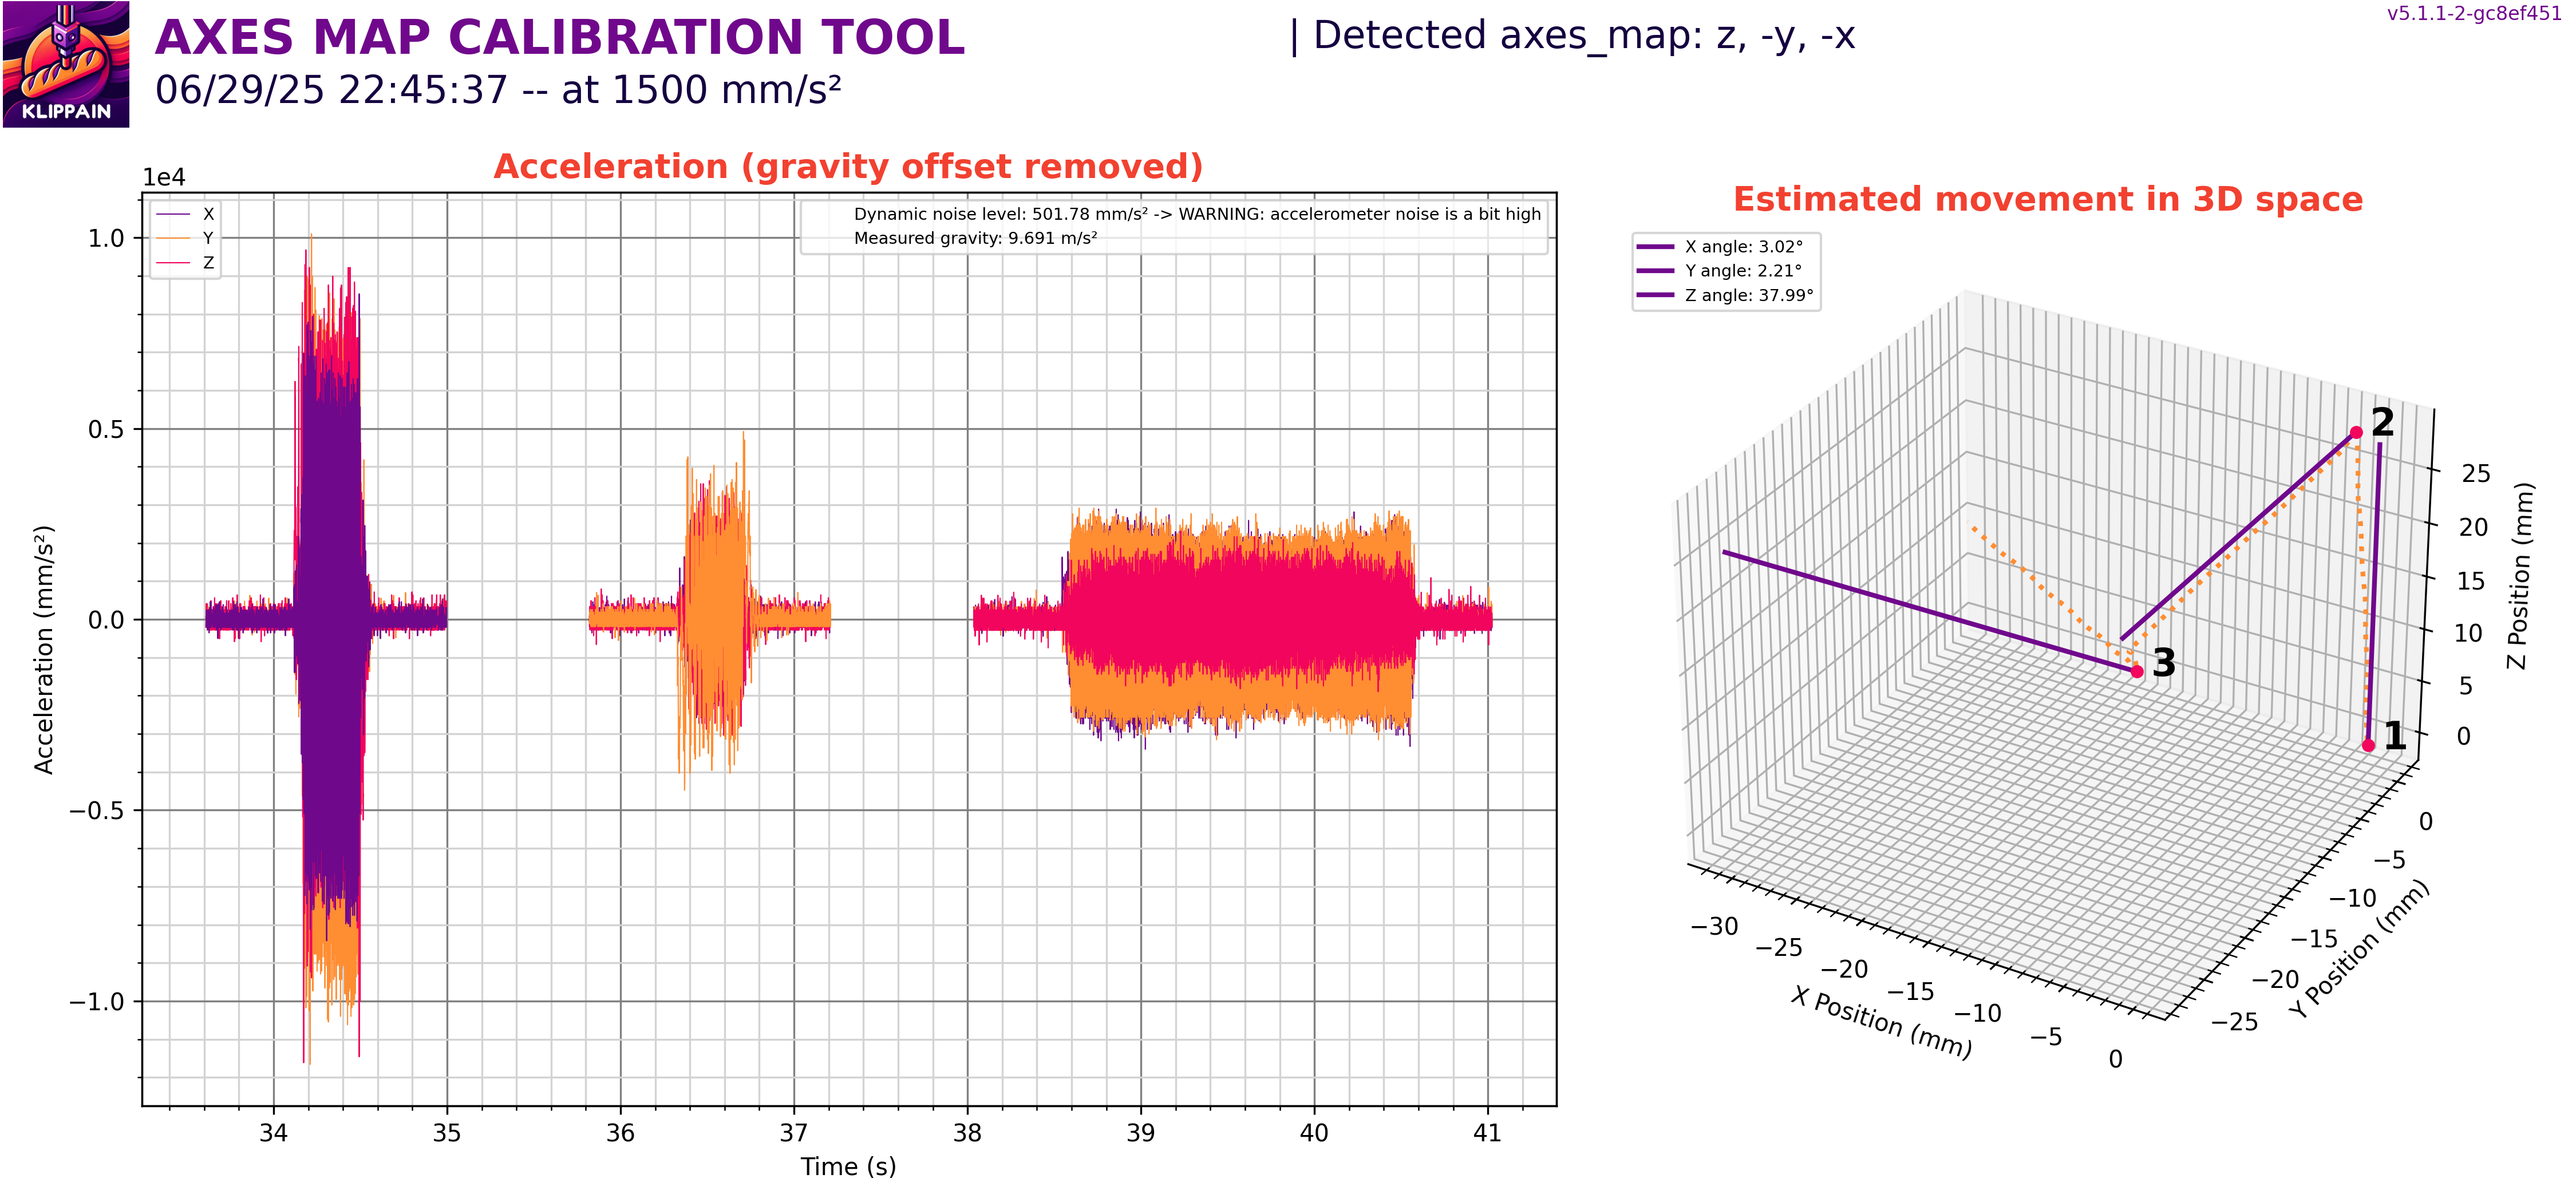 KLIPPAIN
AXES MAP CALIBRATION TOOL
| Detected axes_map: z, -y, -x
v5.1.1-2-gc8ef451
06/29/25 22:45:37 -- at 1500 mm/s²
Acceleration (gravity offset removed)
1e4
X
Y
Z
Dynamic noise level: 501.78 mm/s² -> WARNING: accelerometer noise is a bit high
Measured gravity: 9.691 m/s²
1.0
0.5
0.0
−0.5
−1.0
Acceleration (mm/s²)
34
35
36
37
38
39
40
41
Time (s)
Estimated movement in 3D space
X angle: 3.02°
Y angle: 2.21°
Z angle: 37.99°
2
3
1
25
20
15
10
5
0
Z Position (mm)
0
−5
−10
−15
−20
−25
Y Position (mm)
−30
−25
−20
−15
−10
−5
0
X Position (mm)